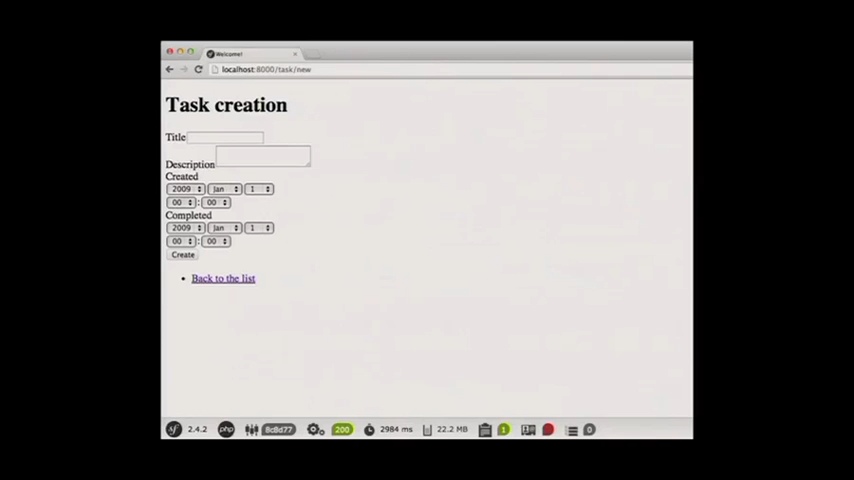 Welcome!
localhost:8000/task/new
Task creation
Title
Description
Created
2009 Jan 1
00 : 00
Completed
2009 Jan 1
00 : 00
Create
Back to the list
sf 2.4.2 php 8c8d77 200 2984 ms 22.2 MB 1 0